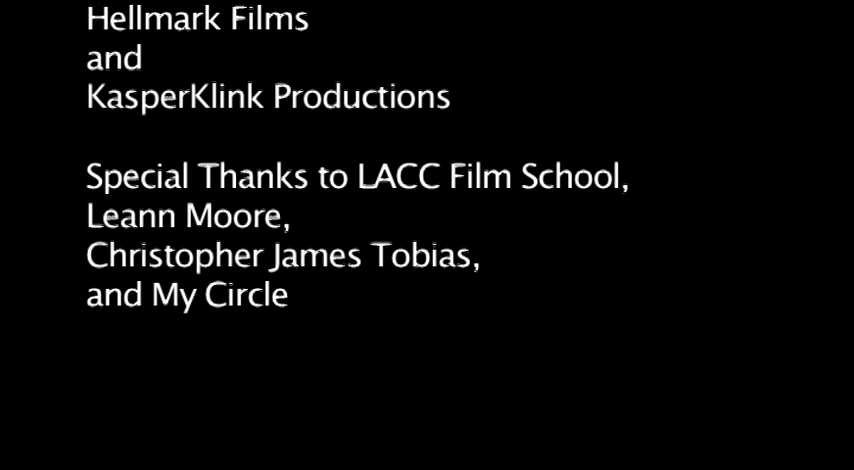 Hellmark Films
and
KasperKlink Productions
Special Thanks to LACC Film School,
Leann Moore,
Christopher James Tobias,
and My Circle